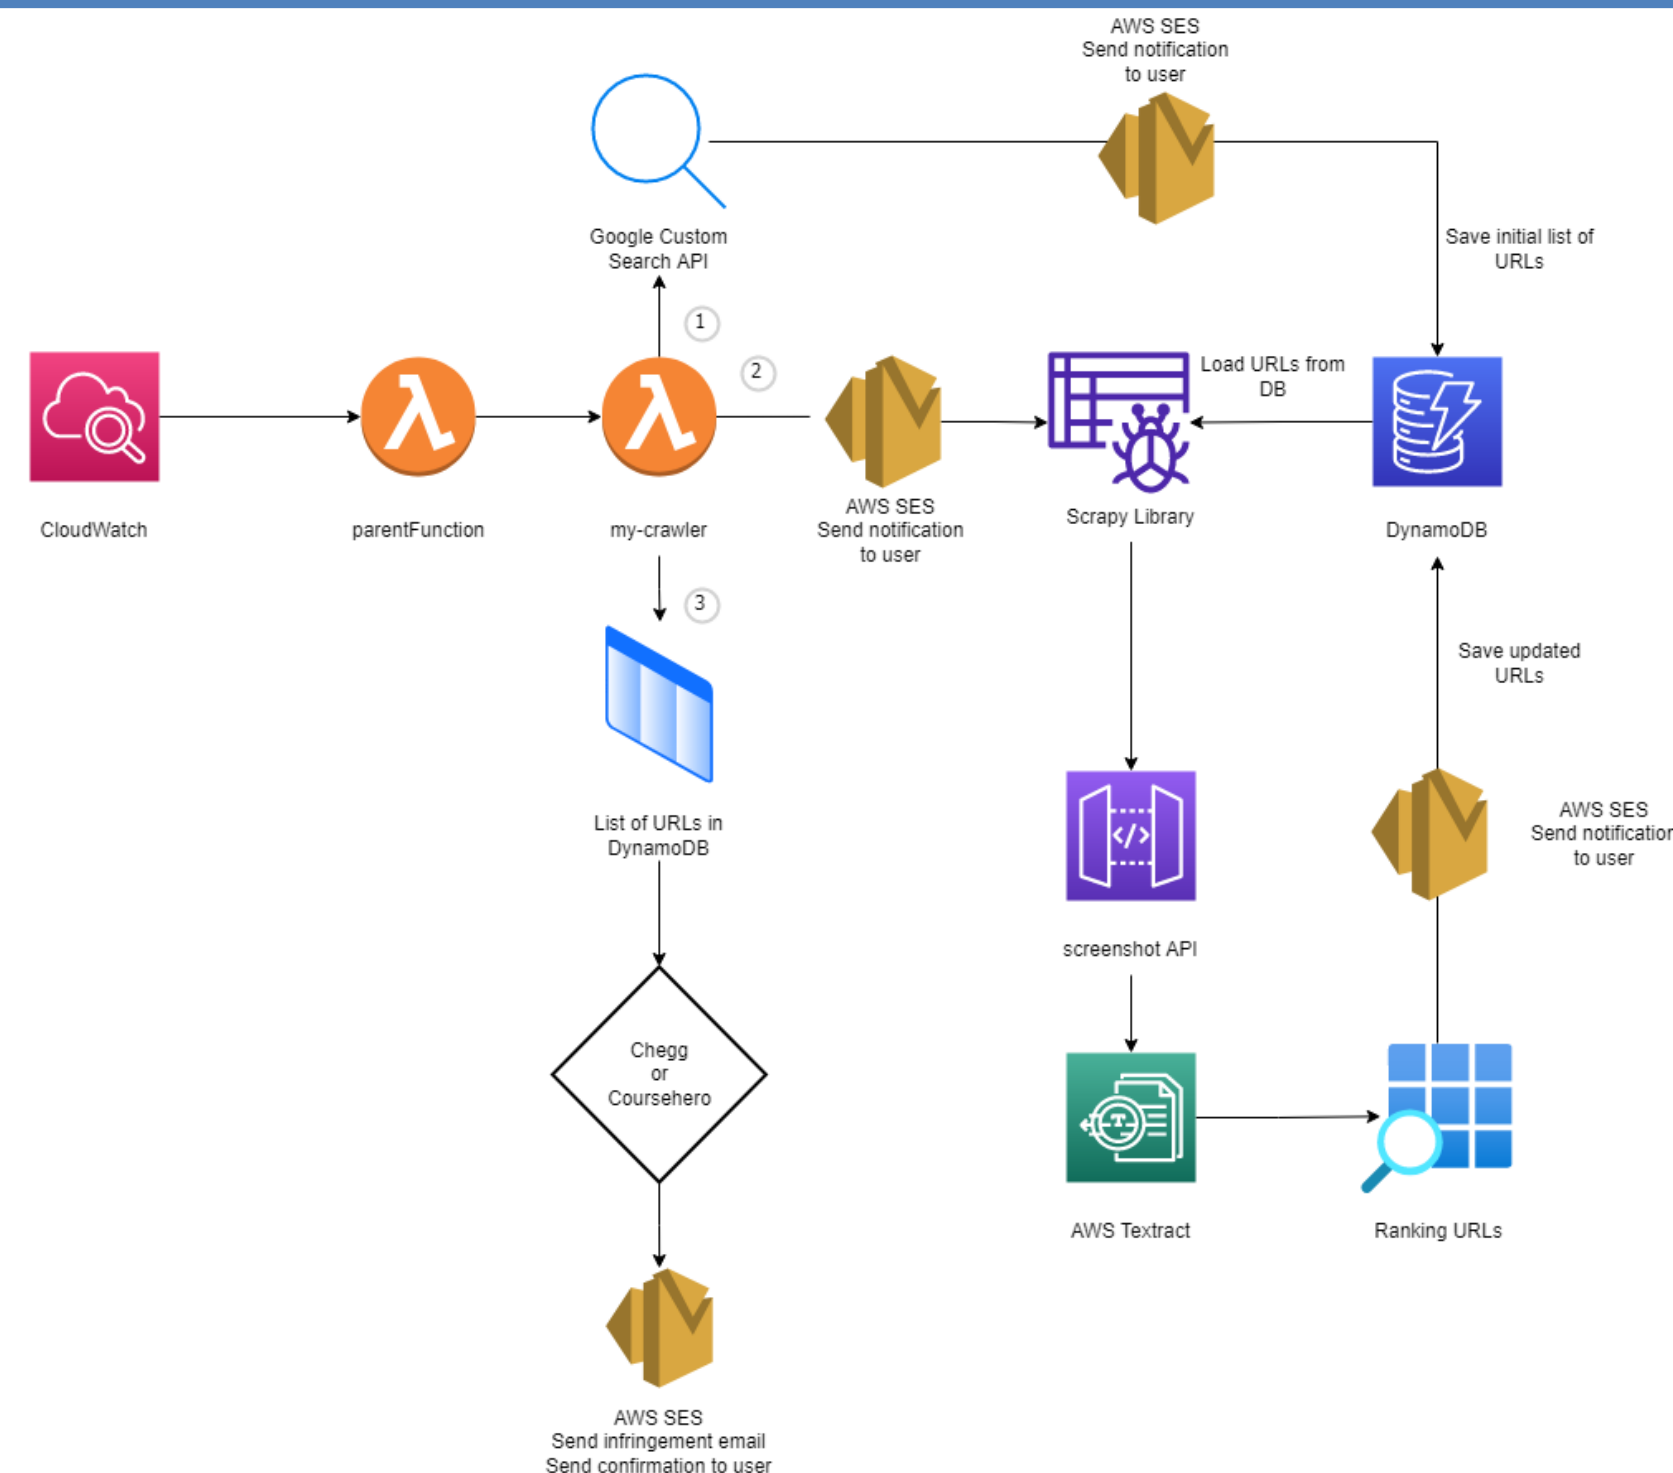 AWS SES
Send notification
to user
Google Custom
Search API
Save initial list of
URLs
1
2
Load URLs from
DB
CloudWatch
parentFunction
my-crawler
AWS SES
Send notification
to user
Scrapy Library
DynamoDB
3
Save updated
URLs
List of URLs in
DynamoDB
AWS SES
Send notification
to user
</>
screenshot API
Chegg
or
Coursehero
T
AWS Textract
Ranking URLs
AWS SES
Send infringement email
Send confirmation to user